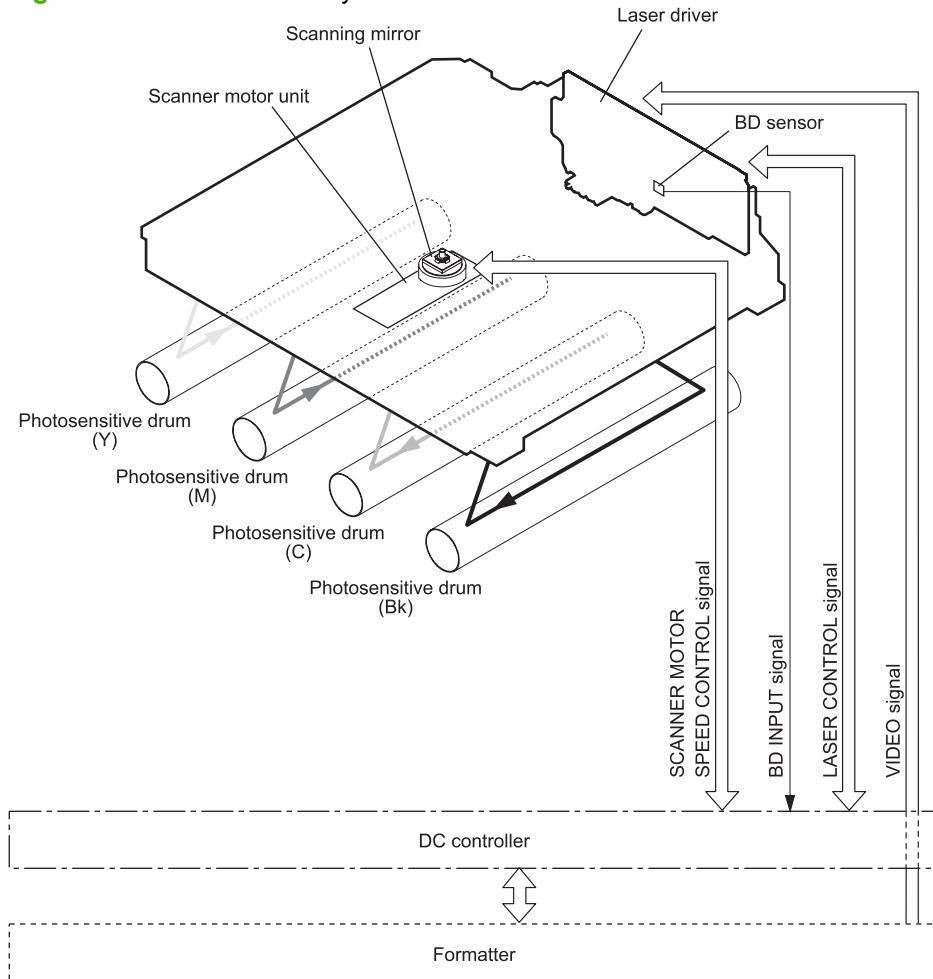 Laser driver
Scanning mirror
Scanner motor unit
BD sensor
Photosensitive drum
(Y)
Photosensitive drum
(M)
Photosensitive drum
(C)
Photosensitive drum
(Bk)
SCANNER MOTOR
SPEED CONTROL signal
BD INPUT signal
LASER CONTROL signal
VIDEO signal
DC controller
Formatter